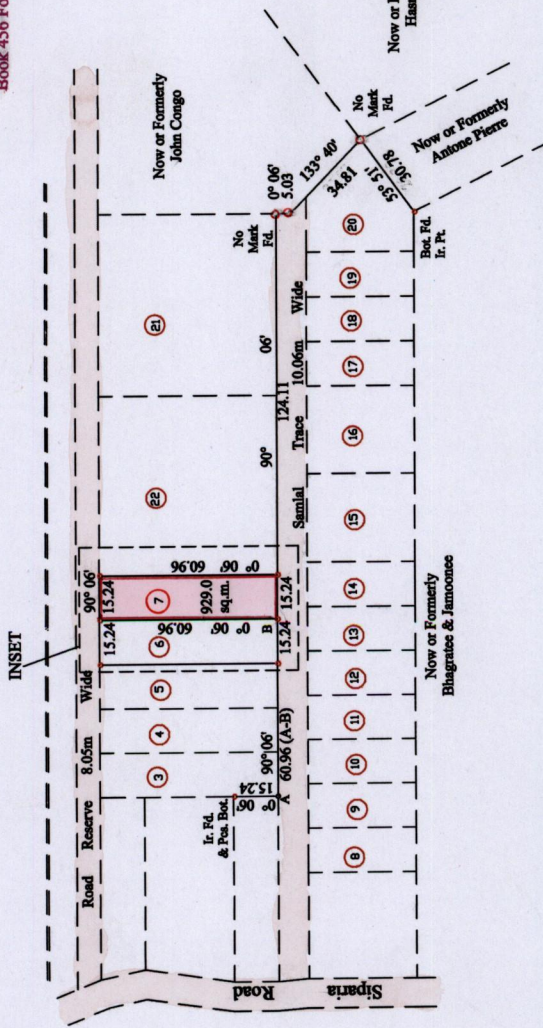 Book 456 Fo
INSET
Now or Formerly
John Congo
Now or
Has
No
Mark
Fd.
Now or Formerly
Antone Pierre
Road Reserve 8.05m Wide
90° 06'
15.24
15.24
0° 06' 60.96
0° 06' 60.96
929.0
sq.m.
7
6
5
4
3
22
21
B
15.24
15.24
90° 06'
60.96 (A-B)
A
0° 06'
15.24
Ir. Fd
& Pos. Bot.
90° 06'
124.11
No
Mark
Fd.
0° 06'
5.03
133° 40'
34.81
53° 51'
30.78
Bot. Fd.
Ir. Pt.
Samlal Trace 10.06m Wide
8
9
10
11
12
13
14
15
16
17
18
19
20
Now or Formerly
Bhagratee & Jamoonee
Siparia Road